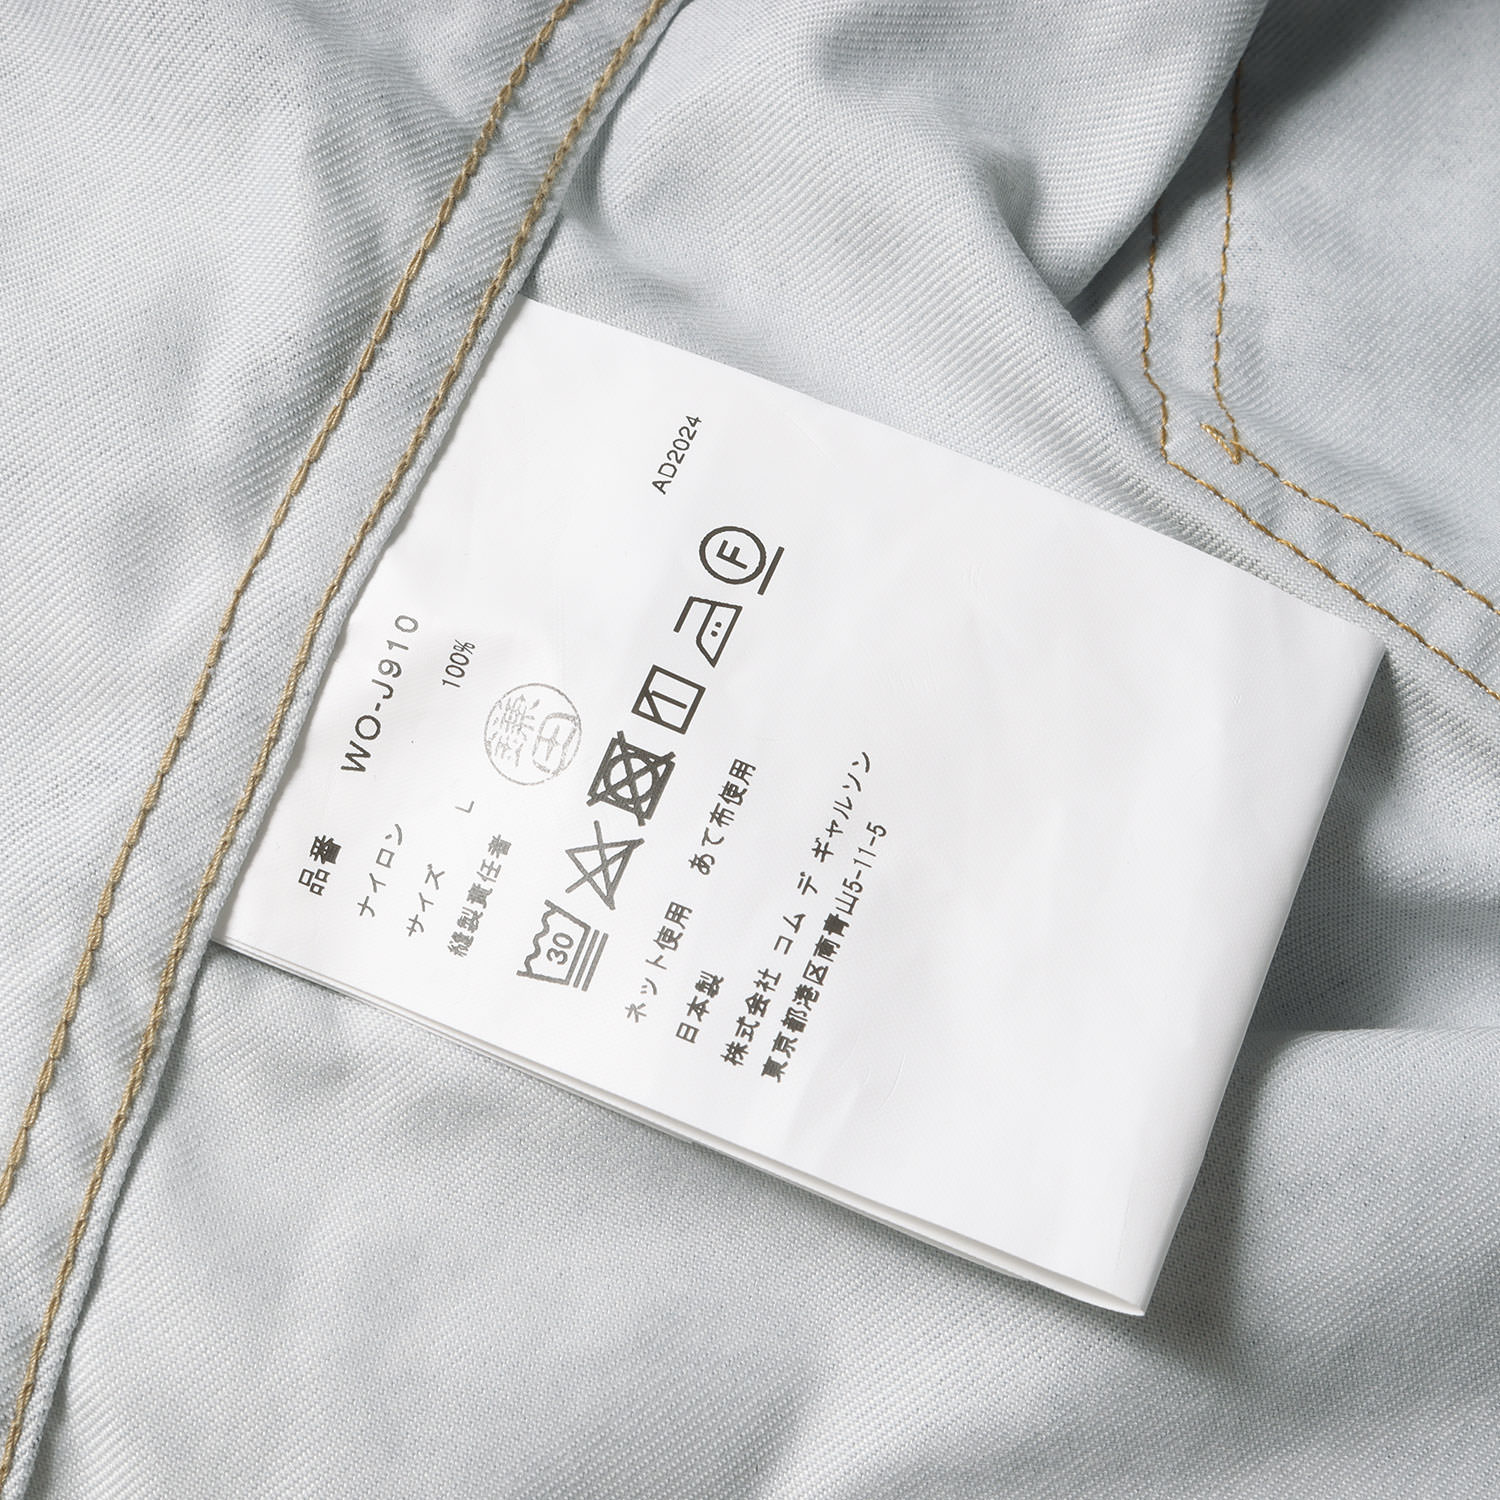 AD2024
品番 WO-J910
ナイロン 100%
サイズ L
縫製責任者
30
F
ネット使用 あて布使用
日本製
株式会社 コム デ ギャルソン
東京都港区南青山5-11-5